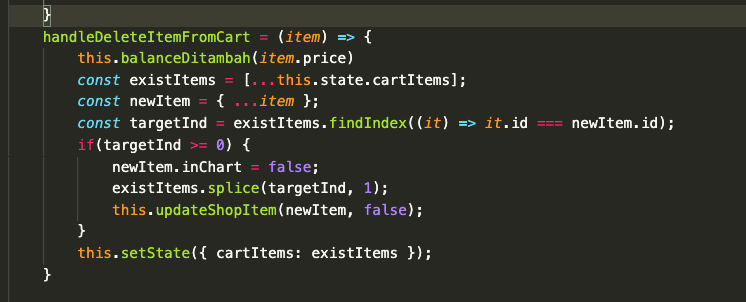 }
handleDeleteItemFromCart = (item) => {
this.balanceDitambah(item.price)
const existItems = [...this.state.cartItems];
const newItem = { ...item };
const targetInd = existItems.findIndex((it) => it.id === newItem.id);
if(targetInd >= 0) {
newItem.inChart = false;
existItems.splice(targetInd, 1);
this.updateShopItem(newItem, false);
}
this.setState({ cartItems: existItems });
}